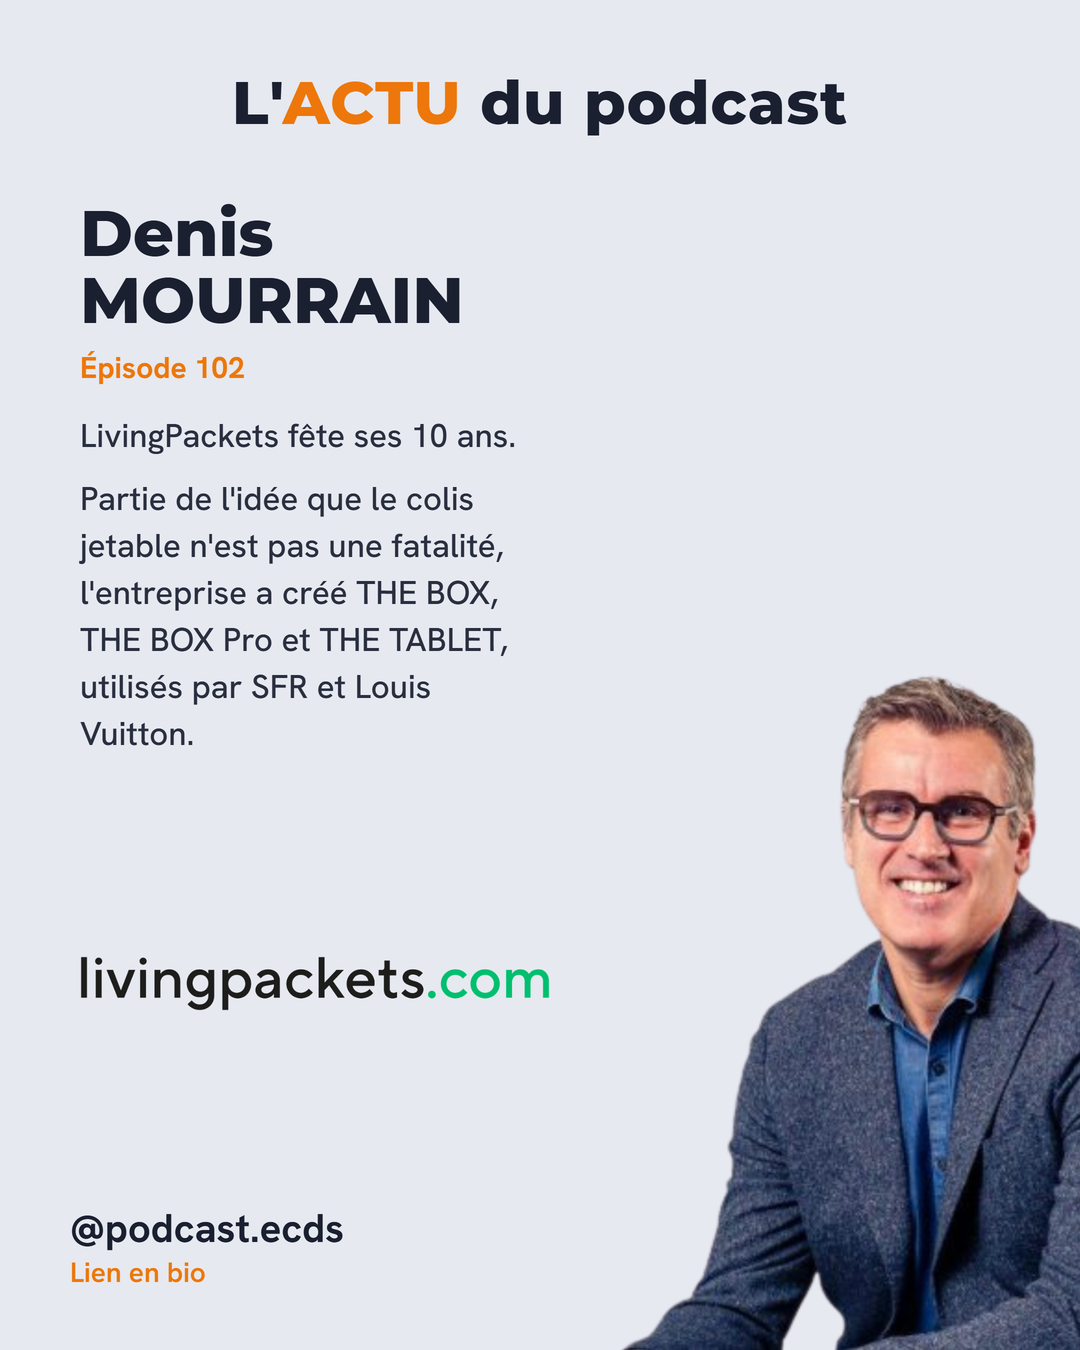 L'ACTU du podcast
Denis
MOURRAIN
Épisode 102
LivingPackets fête ses 10 ans.
Partie de l'idée que le colis
jetable n'est pas une fatalité,
l'entreprise a créé THE BOX,
THE BOX Pro et THE TABLET,
utilisés par SFR et Louis
Vuitton.
livingpackets.com
@podcast.ecds
Lien en bio